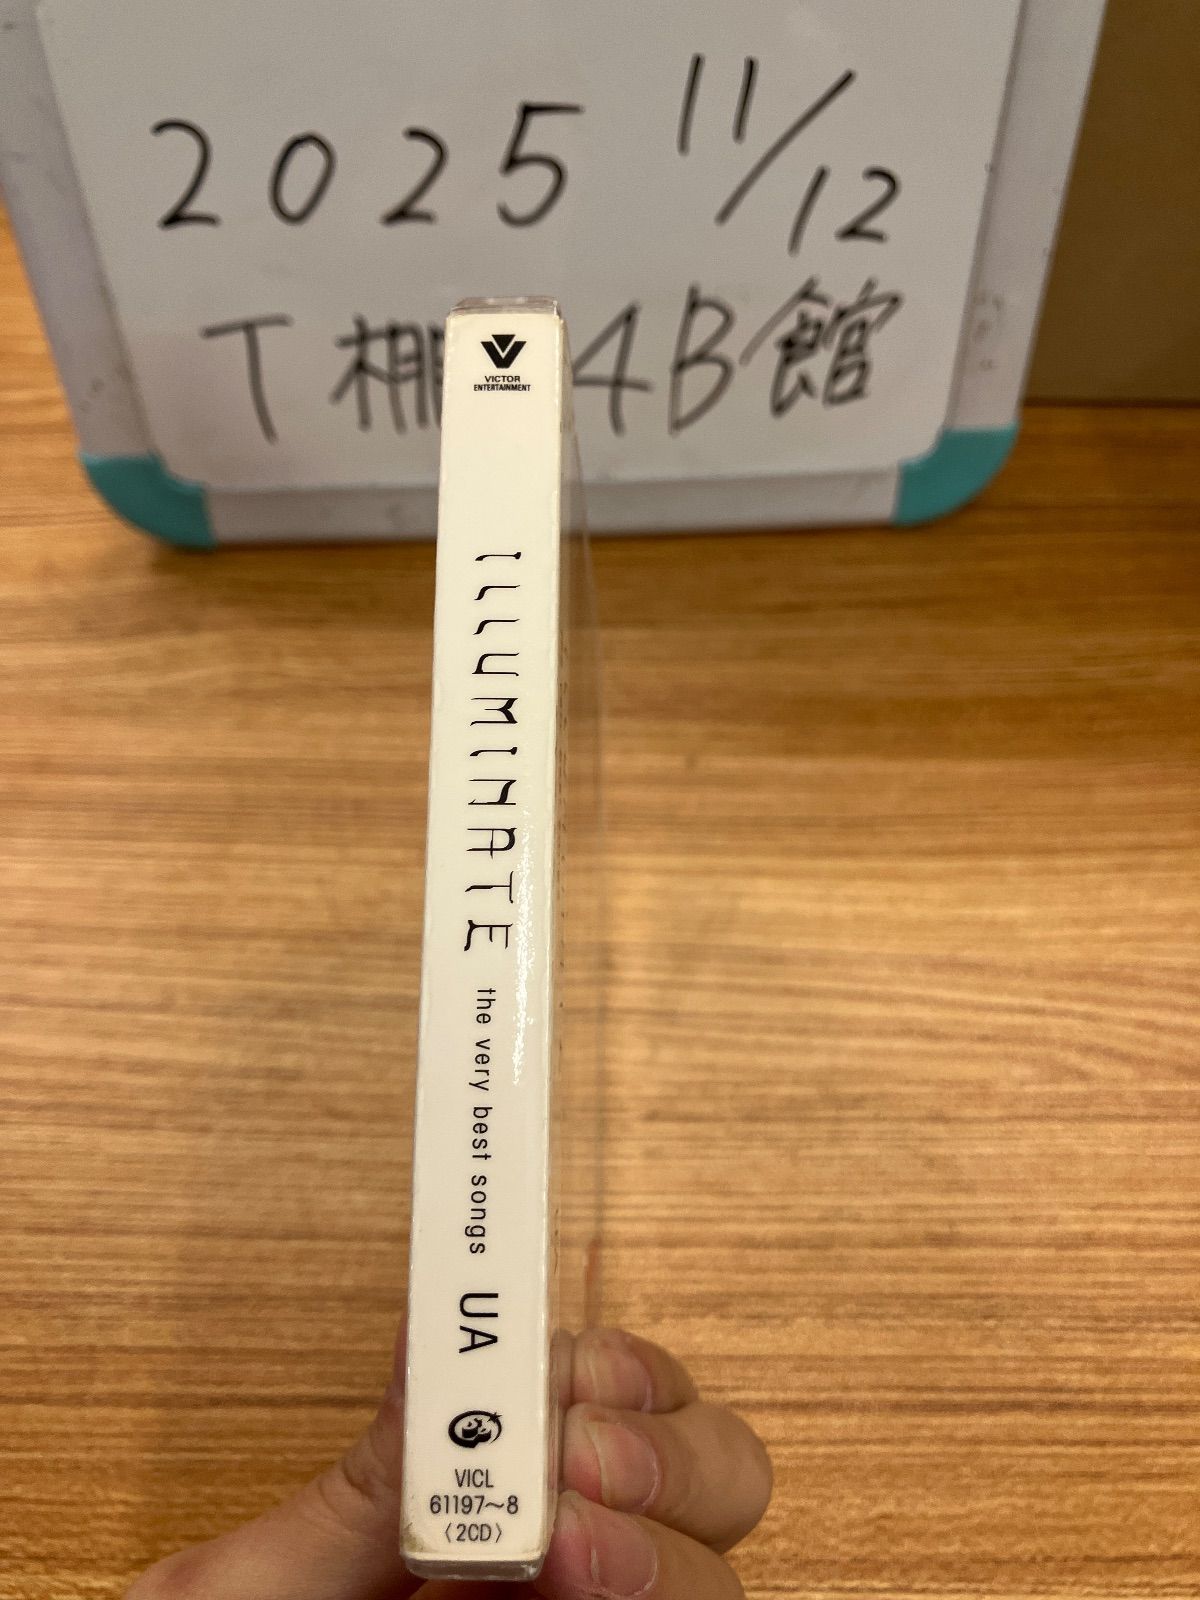 2025 11/12
T棚 4B館
VICTOR
ENTERTAINMENT
ILLUMINATE the very best songs UA
VICL
61197〜8
〈2CD〉